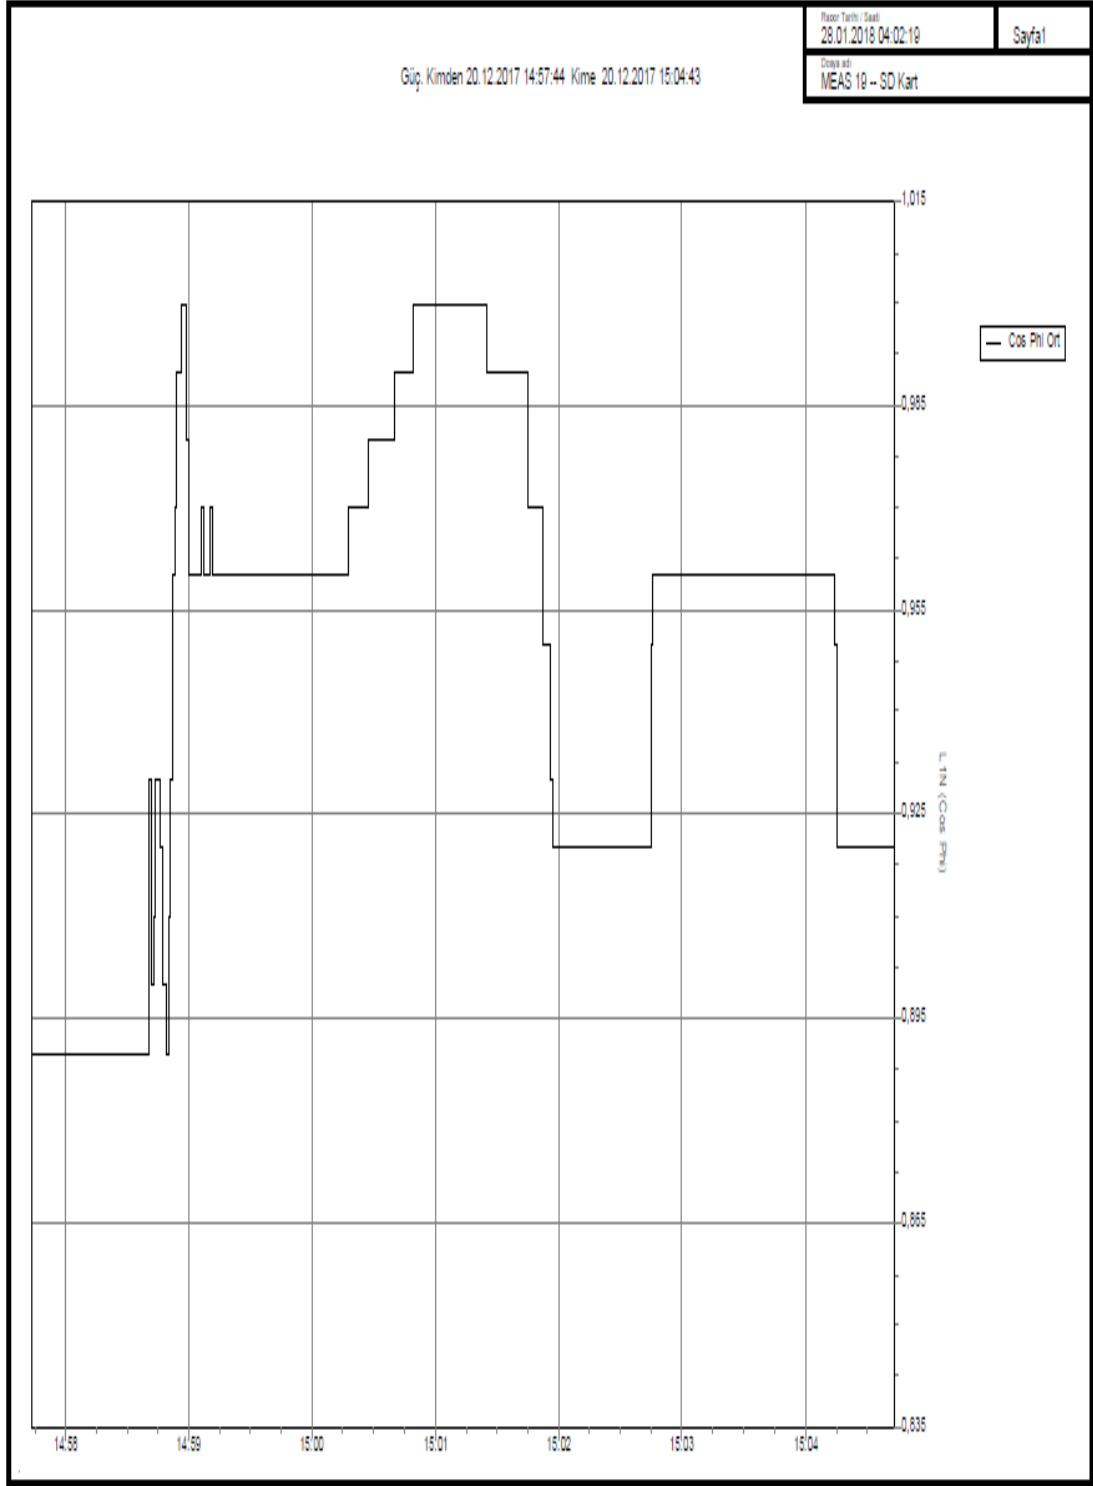 Rapor Tarihi / Saati
28.01.2018 04:02:19
Sayfa1
Dosya adı
MEAS 19 -- SD Kart
Güç. Kimden 20.12.2017 14:57:44 Kime 20.12.2017 15:04:43
1,015
Cos Phi Ort
0,985
0,955
0,925
L1N (Cos Phi)
0,895
0,865
0,835
14:58 14:59 15:00 15:01 15:02 15:03 15:04